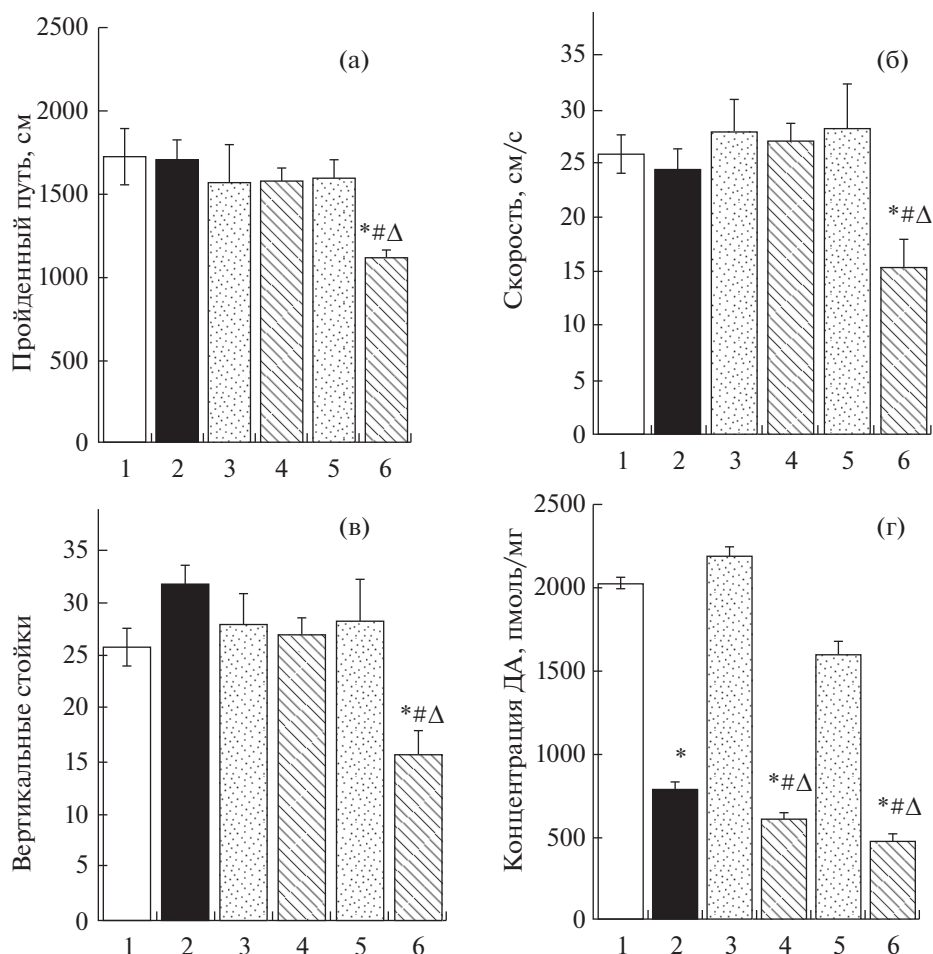 2500
2000
1500
1000
500
0
Пройденный путь, см
(а)
*#Δ
1 2 3 4 5 6
35
30
25
20
15
10
5
0
Скорость, см/с
(б)
*#Δ
1 2 3 4 5 6
35
30
25
20
15
10
5
0
Вертикальные стойки
(в)
*#Δ
1 2 3 4 5 6
2500
2000
1500
1000
500
0
Концентрация ДА, пмоль/мг
(г)
*
*#Δ
*#Δ
1 2 3 4 5 6